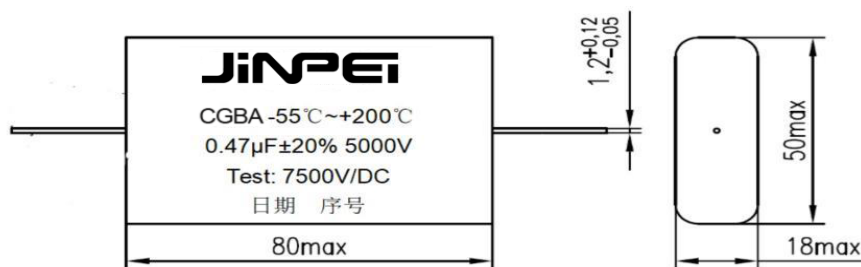 JINPEI
CGBA -55℃~+200℃
0.47μF±20% 5000V
Test: 7500V/DC
日期 序号
80max
1,2+0,12
-0,05
50max
18max